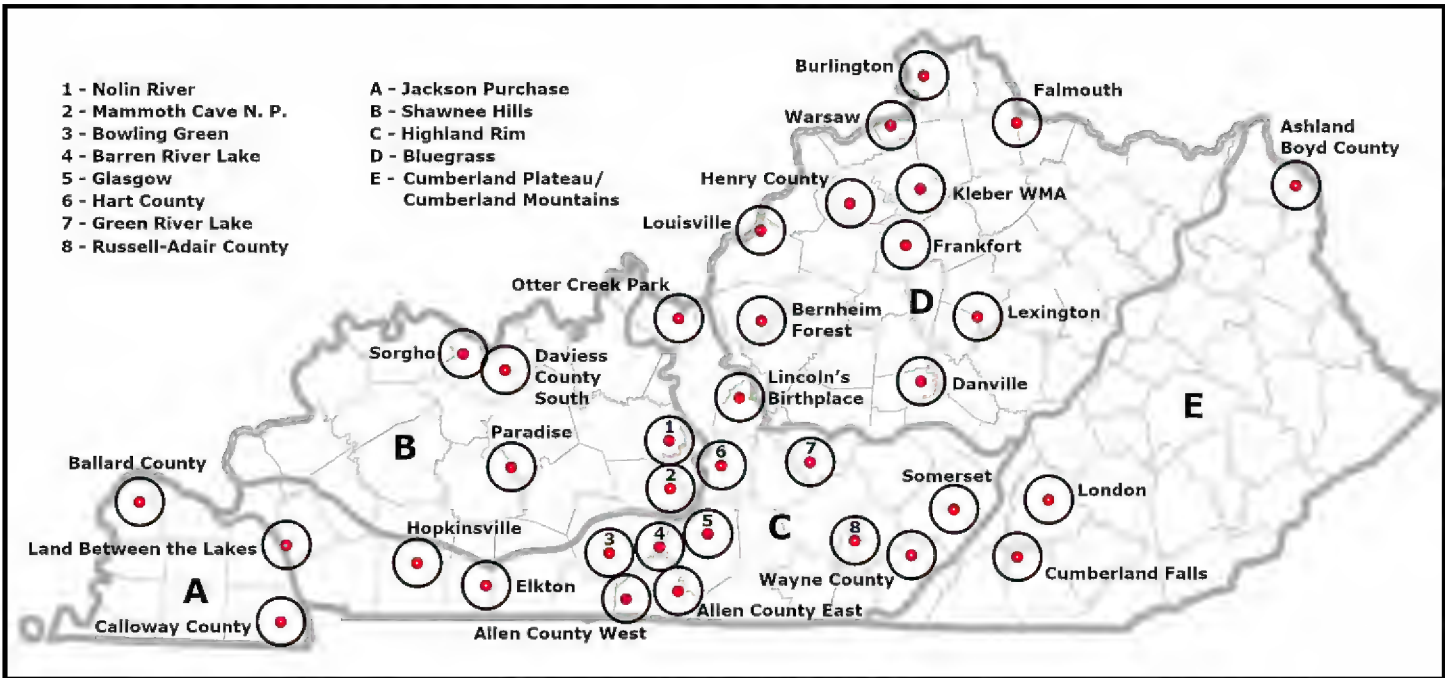 1 - Nolin River
2 - Mammoth Cave N. P.
3 - Bowling Green
4 - Barren River Lake
5 - Glasgow
6 - Hart County
7 - Green River Lake
8 - Russell-Adair County
A - Jackson Purchase
B - Shawnee Hills
C - Highland Rim
D - Bluegrass
E - Cumberland Plateau/
Cumberland Mountains
Burlington
Falmouth
Warsaw
Ashland
Boyd County
Henry County
Kleber WMA
Louisville
Frankfort
Otter Creek Park
Bernheim
Forest
D
Lexington
Sorgho
Daviess
County
South
Lincoln's
Birthplace
Danville
E
B
Paradise
1
6
7
2
Ballard County
Somerset
London
Hopkinsville
5
C
8
Land Between the Lakes
3
4
Elkton
Wayne County
Cumberland Falls
A
Allen County East
Calloway County
Allen County West